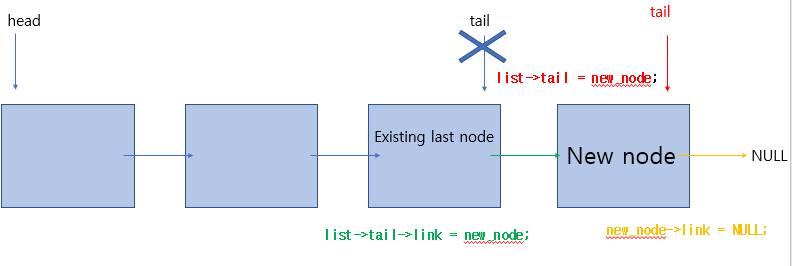 head
tail
tail
list->tail = new_node;
Existing last node
New node
NULL
list->tail->link = new_node;
new_node->link = NULL;